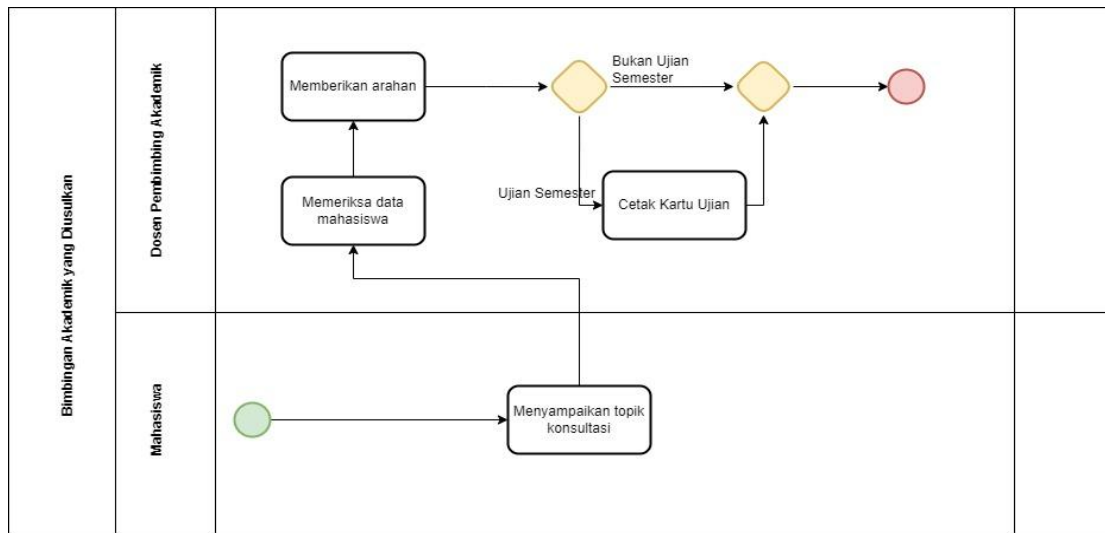 Bimbingan Akademik yang Diusulkan
Dosen Pembimbing Akademik
Memberikan arahan
Bukan Ujian
Semester
Memeriksa data
mahasiswa
Ujian Semester
Cetak Kartu Ujian
Mahasiswa
Menyampaikan topik
konsultasi